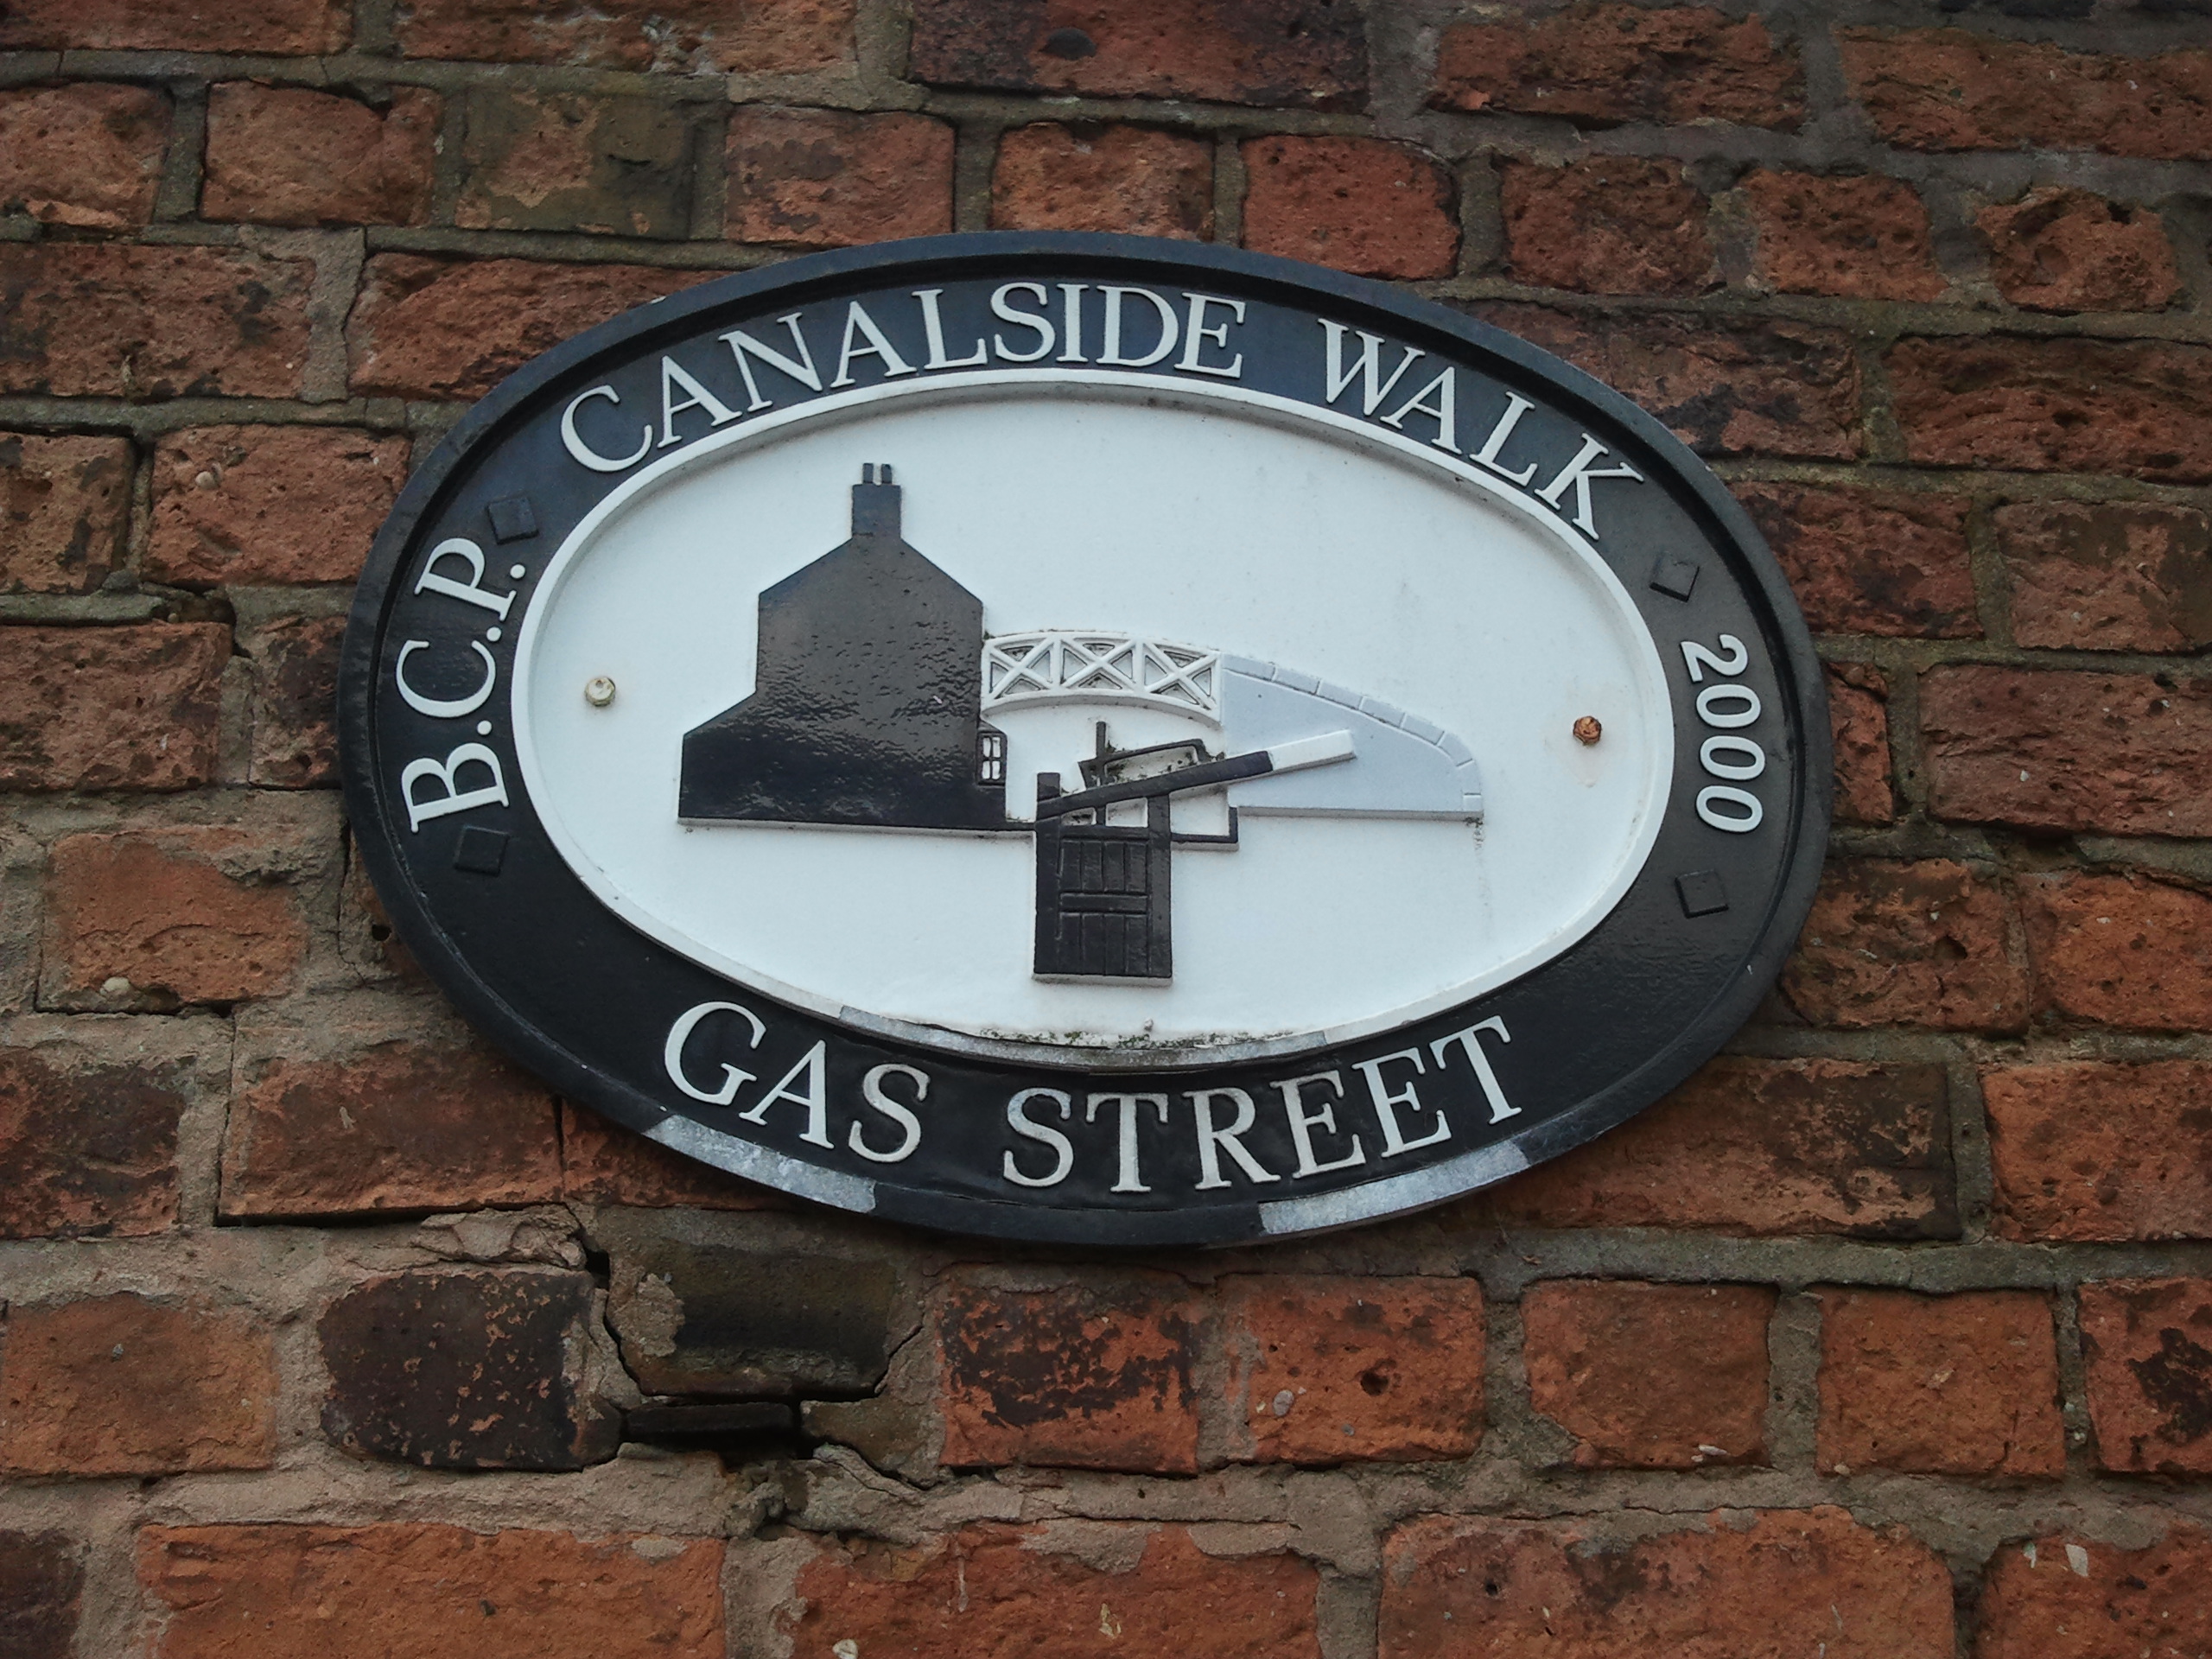 B.C.P. CANALSIDE WALK 2000
GAS STREET